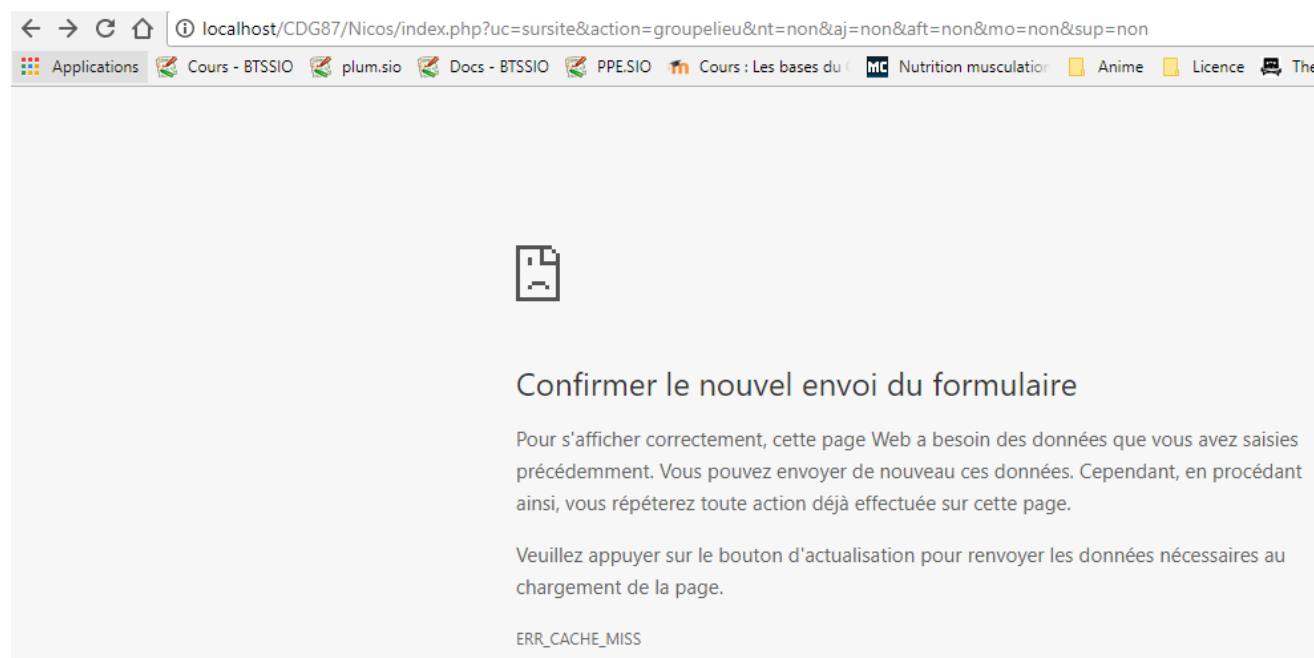 localhost/CDG87/Nicos/index.php?uc=sursite&action=groupelieu&nt=non&aj=non&aft=non&mo=non&sup=non
Applications Cours - BTSSIO plum.sio Docs - BTSSIO PPE.SIO Cours : Les bases du MC Nutrition musculation Anime Licence The
Confirmer le nouvel envoi du formulaire
Pour s'afficher correctement, cette page Web a besoin des données que vous avez saisies
précédemment. Vous pouvez envoyer de nouveau ces données. Cependant, en procédant
ainsi, vous répéterez toute action déjà effectuée sur cette page.
Veuillez appuyer sur le bouton d'actualisation pour renvoyer les données nécessaires au
chargement de la page.
ERR_CACHE_MISS